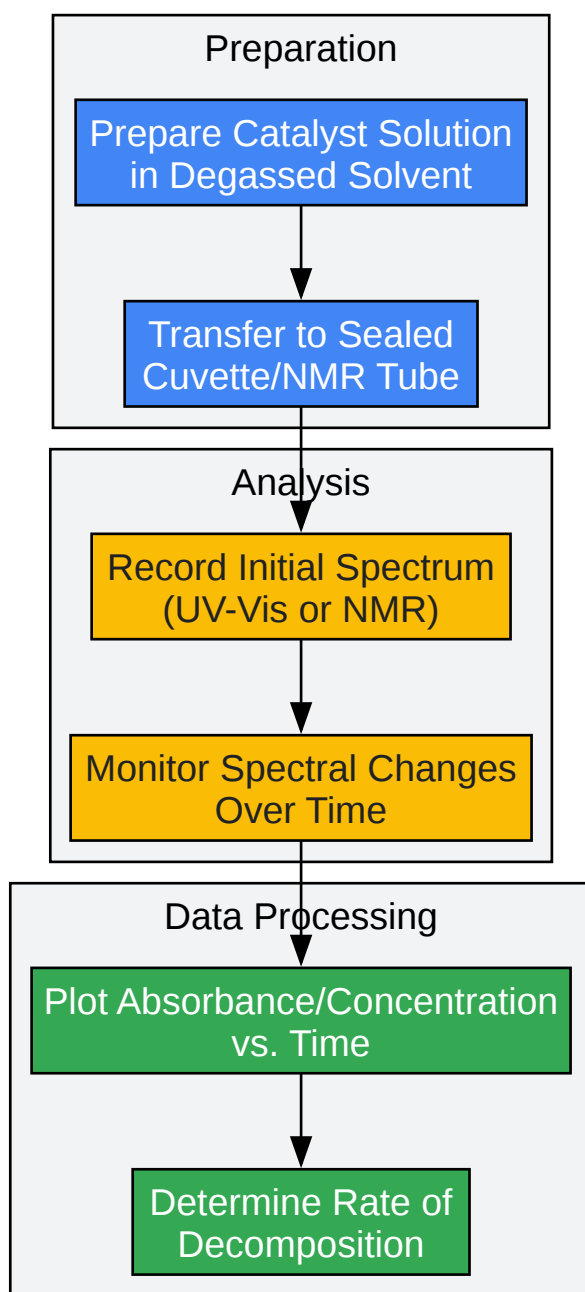 Preparation
Prepare Catalyst Solution
in Degassed Solvent
Transfer to Sealed
Cuvette/NMR Tube
Analysis
Record Initial Spectrum
(UV-Vis or NMR)
Monitor Spectral Changes
Over Time
Data Processing
Plot Absorbance/Concentration
vs. Time
Determine Rate of
Decomposition